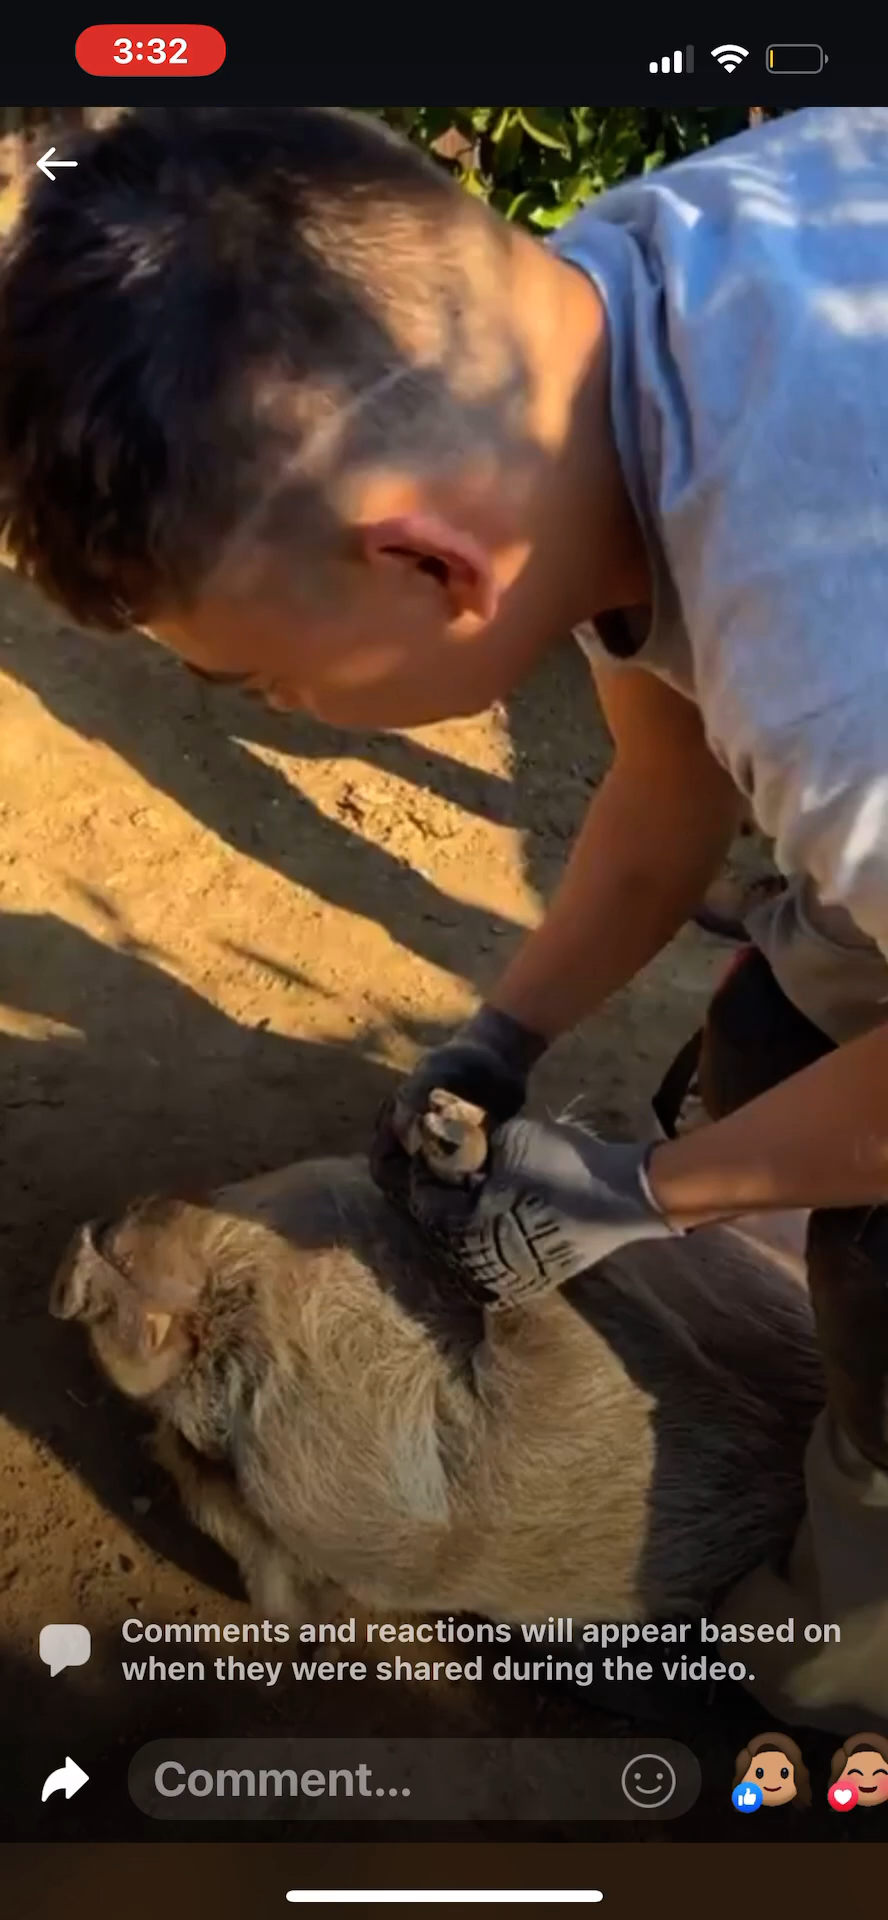 3:32
Comments and reactions will appear based on
when they were shared during the video.
Comment...